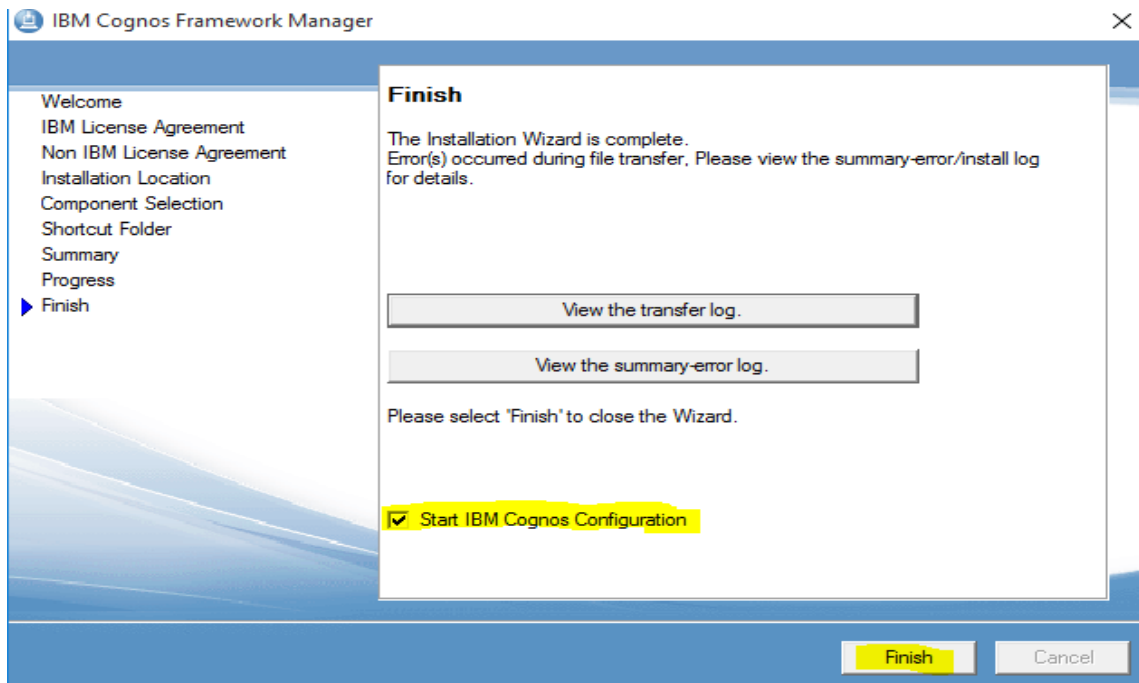 IBM Cognos Framework Manager
Welcome
IBM License Agreement
Non IBM License Agreement
Installation Location
Component Selection
Shortcut Folder
Summary
Progress
Finish
Finish
The Installation Wizard is complete.
Error(s) occurred during file transfer, Please view the summary-error/install log
for details.
View the transfer log.
View the summary-error log.
Please select "Finish" to close the Wizard.
Start IBM Cognos Configuration
Finish
Cancel